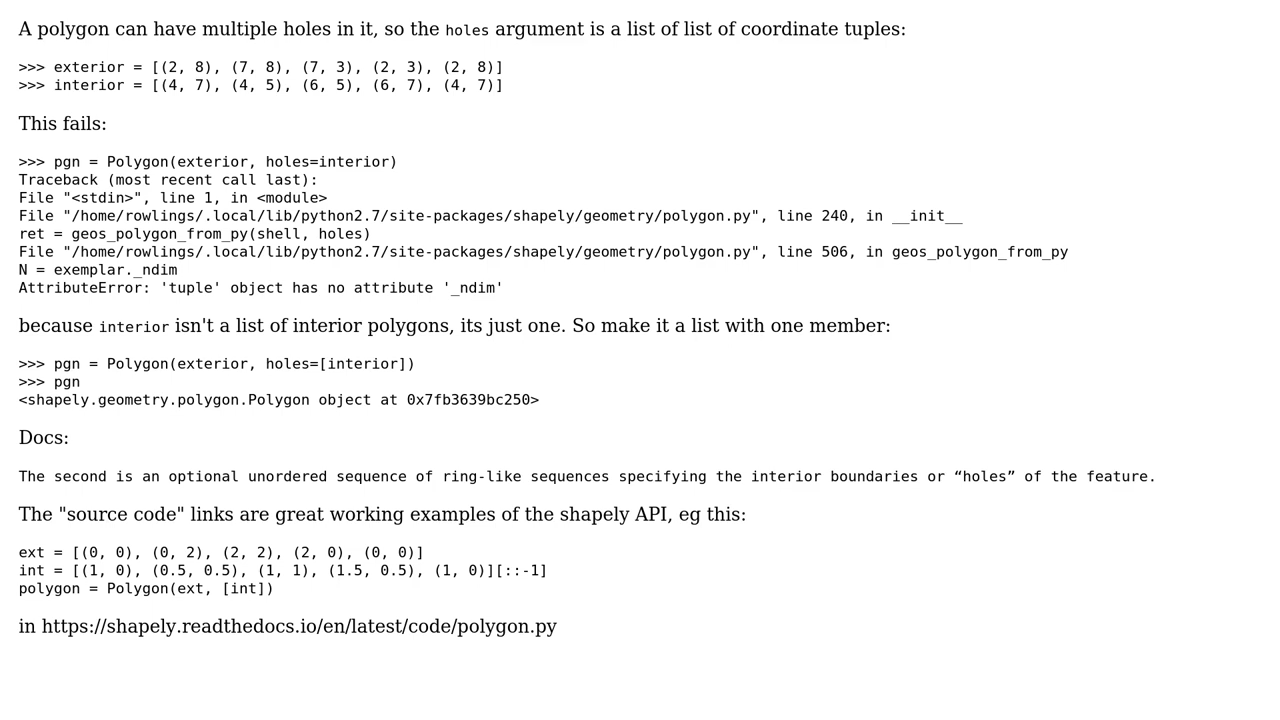 A polygon can have multiple holes in it, so the holes argument is a list of list of coordinate tuples:
>>> exterior = [(2, 8), (7, 8), (7, 3), (2, 3), (2, 8)]
>>> interior = [(4, 7), (4, 5), (6, 5), (6, 7), (4, 7)]
This fails:
>>> pgn = Polygon(exterior, holes=interior)
Traceback (most recent call last):
File "<stdin>", line 1, in <module>
File "/home/rowlings/.local/lib/python2.7/site-packages/shapely/geometry/polygon.py", line 240, in __init__
ret = geos_polygon_from_py(shell, holes)
File "/home/rowlings/.local/lib/python2.7/site-packages/shapely/geometry/polygon.py", line 506, in geos_polygon_from_py
N = exemplar._ndim
AttributeError: 'tuple' object has no attribute '_ndim'
because interior isn't a list of interior polygons, its just one. So make it a list with one member:
>>> pgn = Polygon(exterior, holes=[interior])
>>> pgn
<shapely.geometry.polygon.Polygon object at 0x7fb3639bc250>
Docs:
The second is an optional unordered sequence of ring-like sequences specifying the interior boundaries or “holes” of the feature.
The "source code" links are great working examples of the shapely API, eg this:
ext = [(0, 0), (0, 2), (2, 2), (2, 0), (0, 0)]
int = [(1, 0), (0.5, 0.5), (1, 1), (1.5, 0.5), (1, 0)][::-1]
polygon = Polygon(ext, [int])
in https://shapely.readthedocs.io/en/latest/code/polygon.py